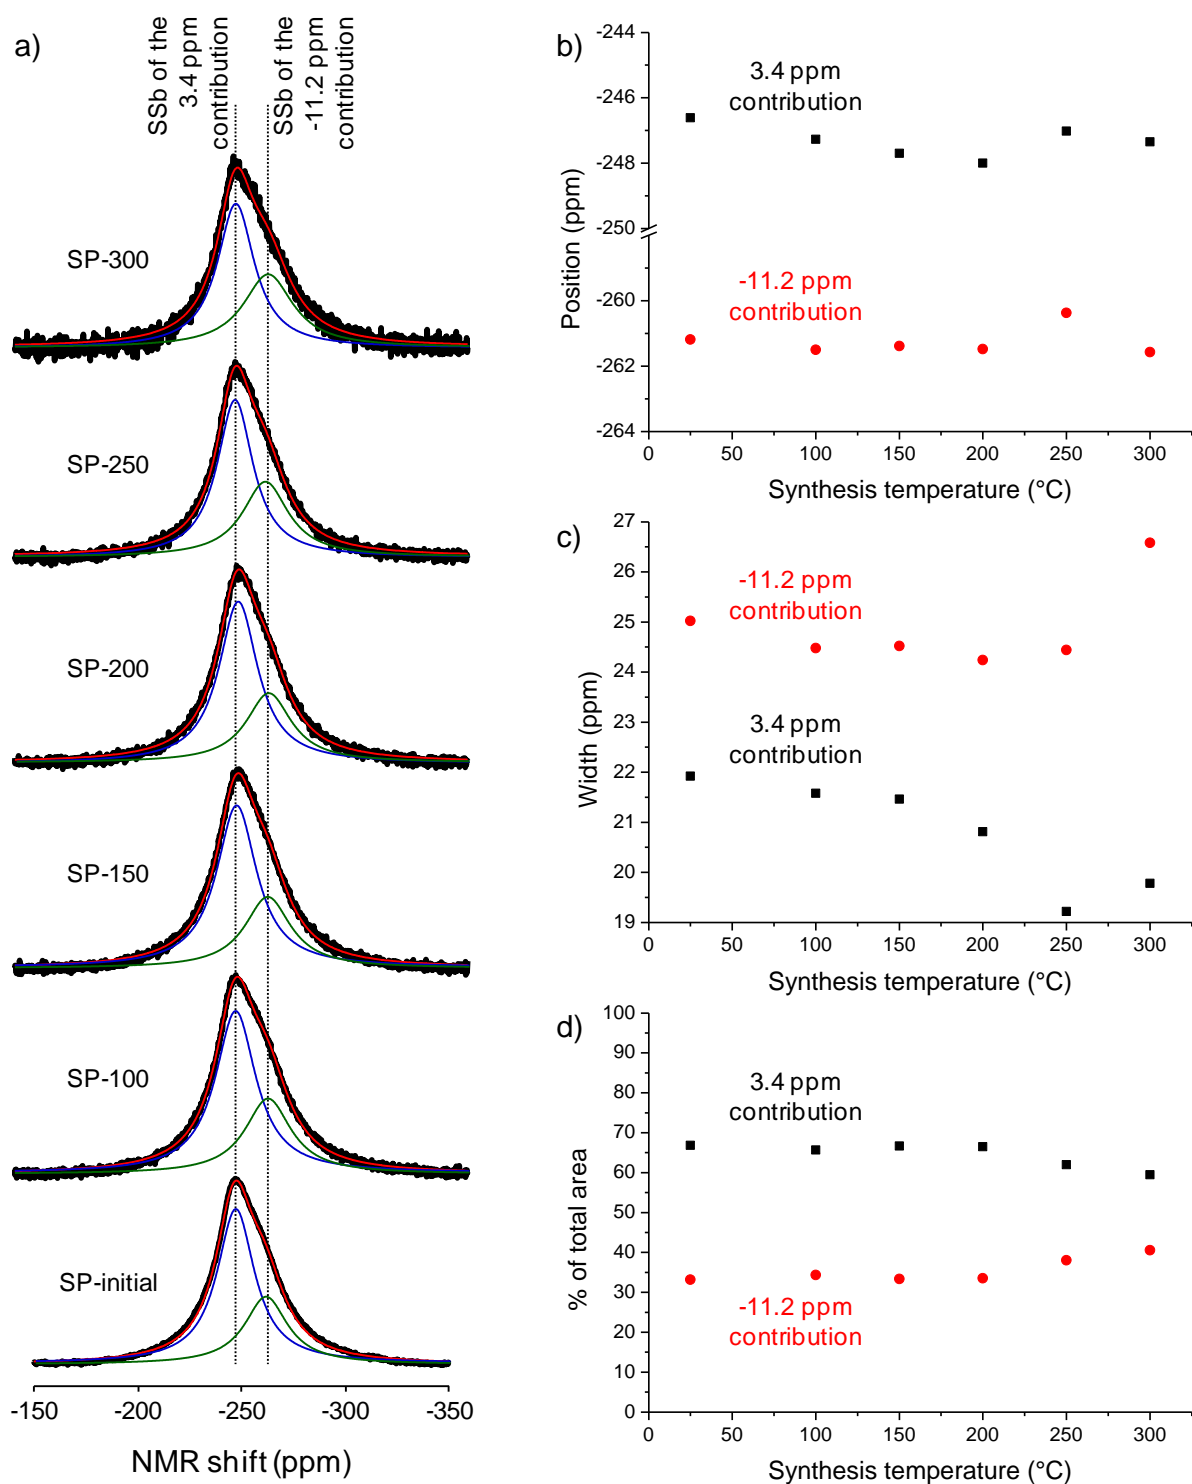 a)
SSb of the
3.4 ppm
contribution
SSb of the
-11.2 ppm
contribution
SP-300
SP-250
SP-200
SP-150
SP-100
SP-initial
-150
-200
-250
-300
-350
NMR shift (ppm)
b)
-244
-246
-248
-250
-260
-262
-264
Position (ppm)
3.4 ppm
contribution
-11.2 ppm
contribution
0
50
100
150
200
250
300
Synthesis temperature (°C)
c)
27
26
25
24
23
22
21
20
19
Width (ppm)
-11.2 ppm
contribution
3.4 ppm
contribution
0
50
100
150
200
250
300
Synthesis temperature (°C)
d)
100
90
80
70
60
50
40
30
20
10
0
% of total area
3.4 ppm
contribution
-11.2 ppm
contribution
0
50
100
150
200
250
300
Synthesis temperature (°C)